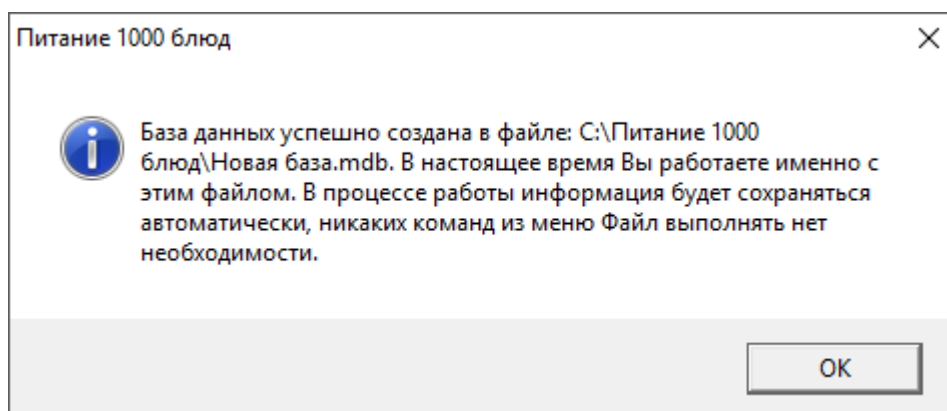 Питание 1000 блюд
База данных успешно создана в файле: C:\Питание 1000
блюд\Новая база.mdb. В настоящее время Вы работаете именно с
этим файлом. В процессе работы информация будет сохраняться
автоматически, никаких команд из меню Файл выполнять нет
необходимости.
ОК